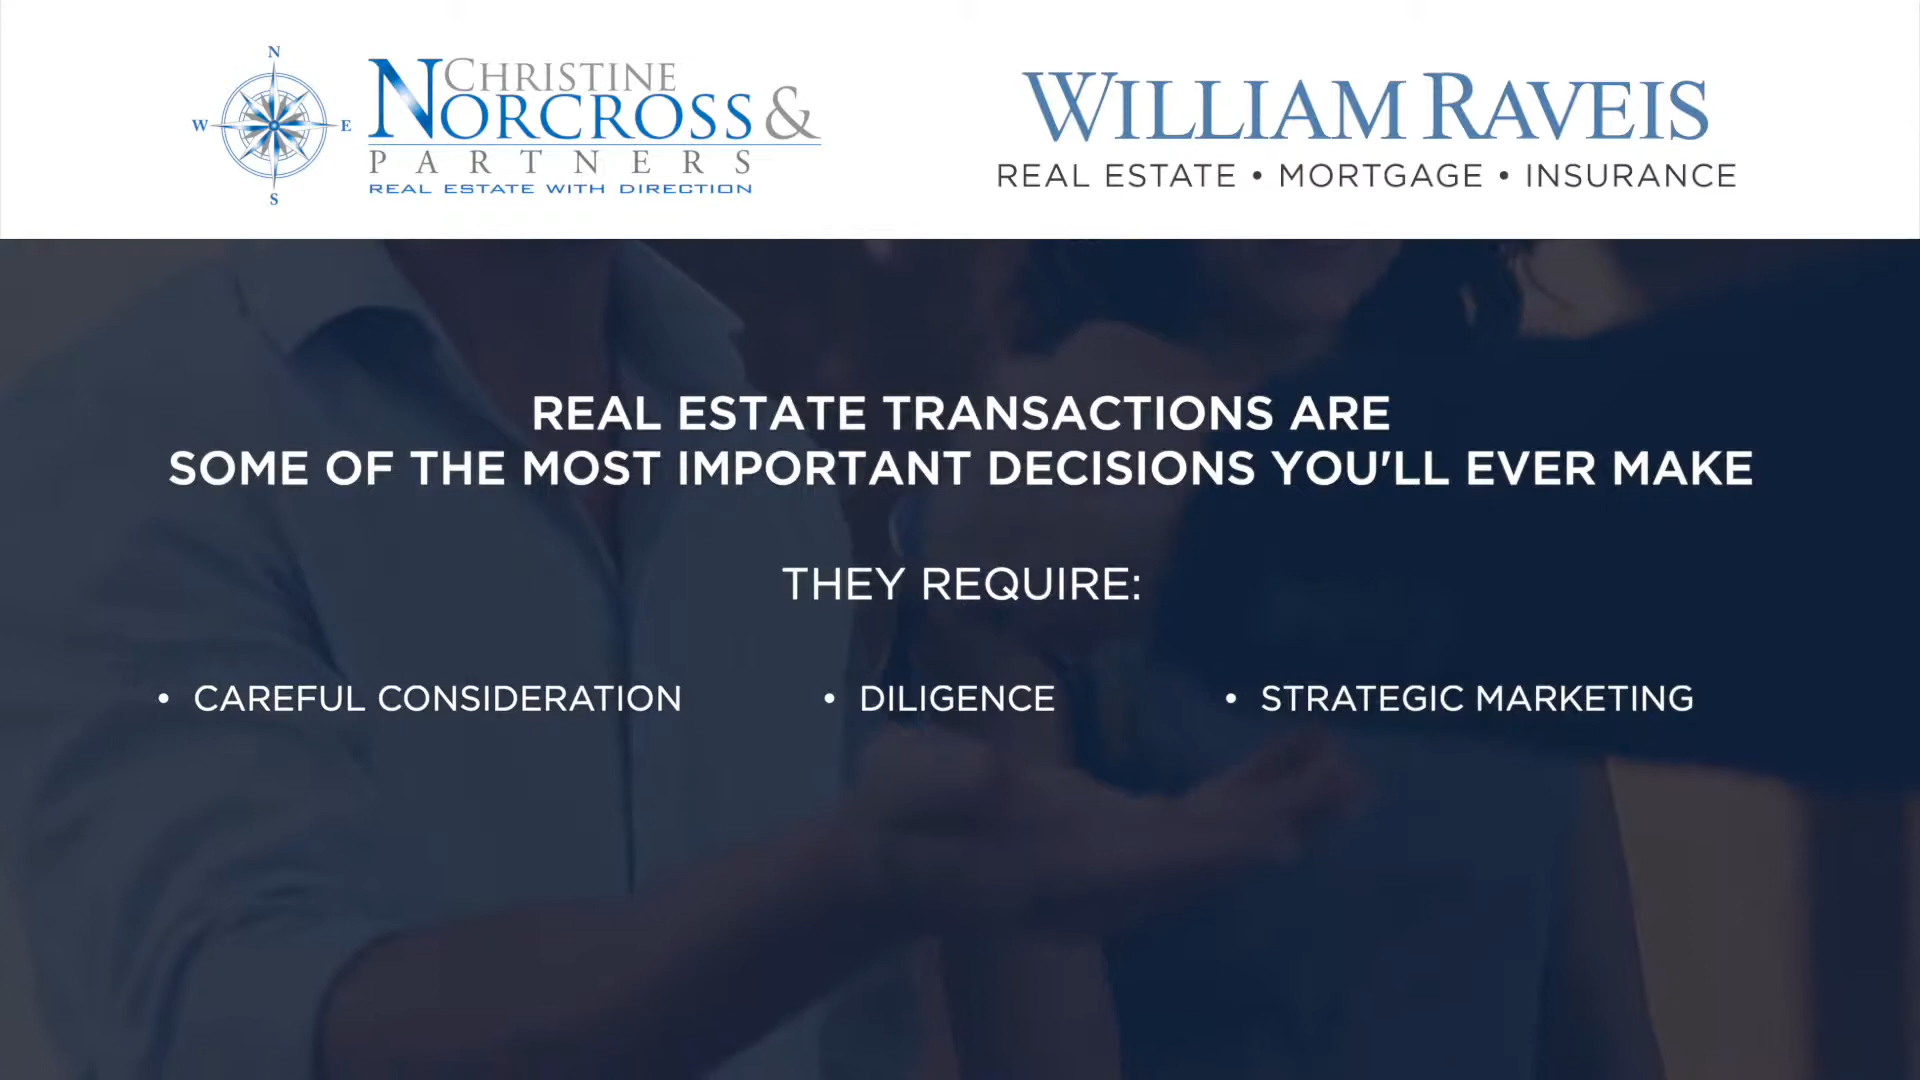 N
W E
S
CHRISTINE
NORCROSS &
PARTNERS
REAL ESTATE WITH DIRECTION
WILLIAM RAVEIS
REAL ESTATE • MORTGAGE • INSURANCE
REAL ESTATE TRANSACTIONS ARE
SOME OF THE MOST IMPORTANT DECISIONS YOU'LL EVER MAKE
THEY REQUIRE:
• CAREFUL CONSIDERATION • DILIGENCE • STRATEGIC MARKETING